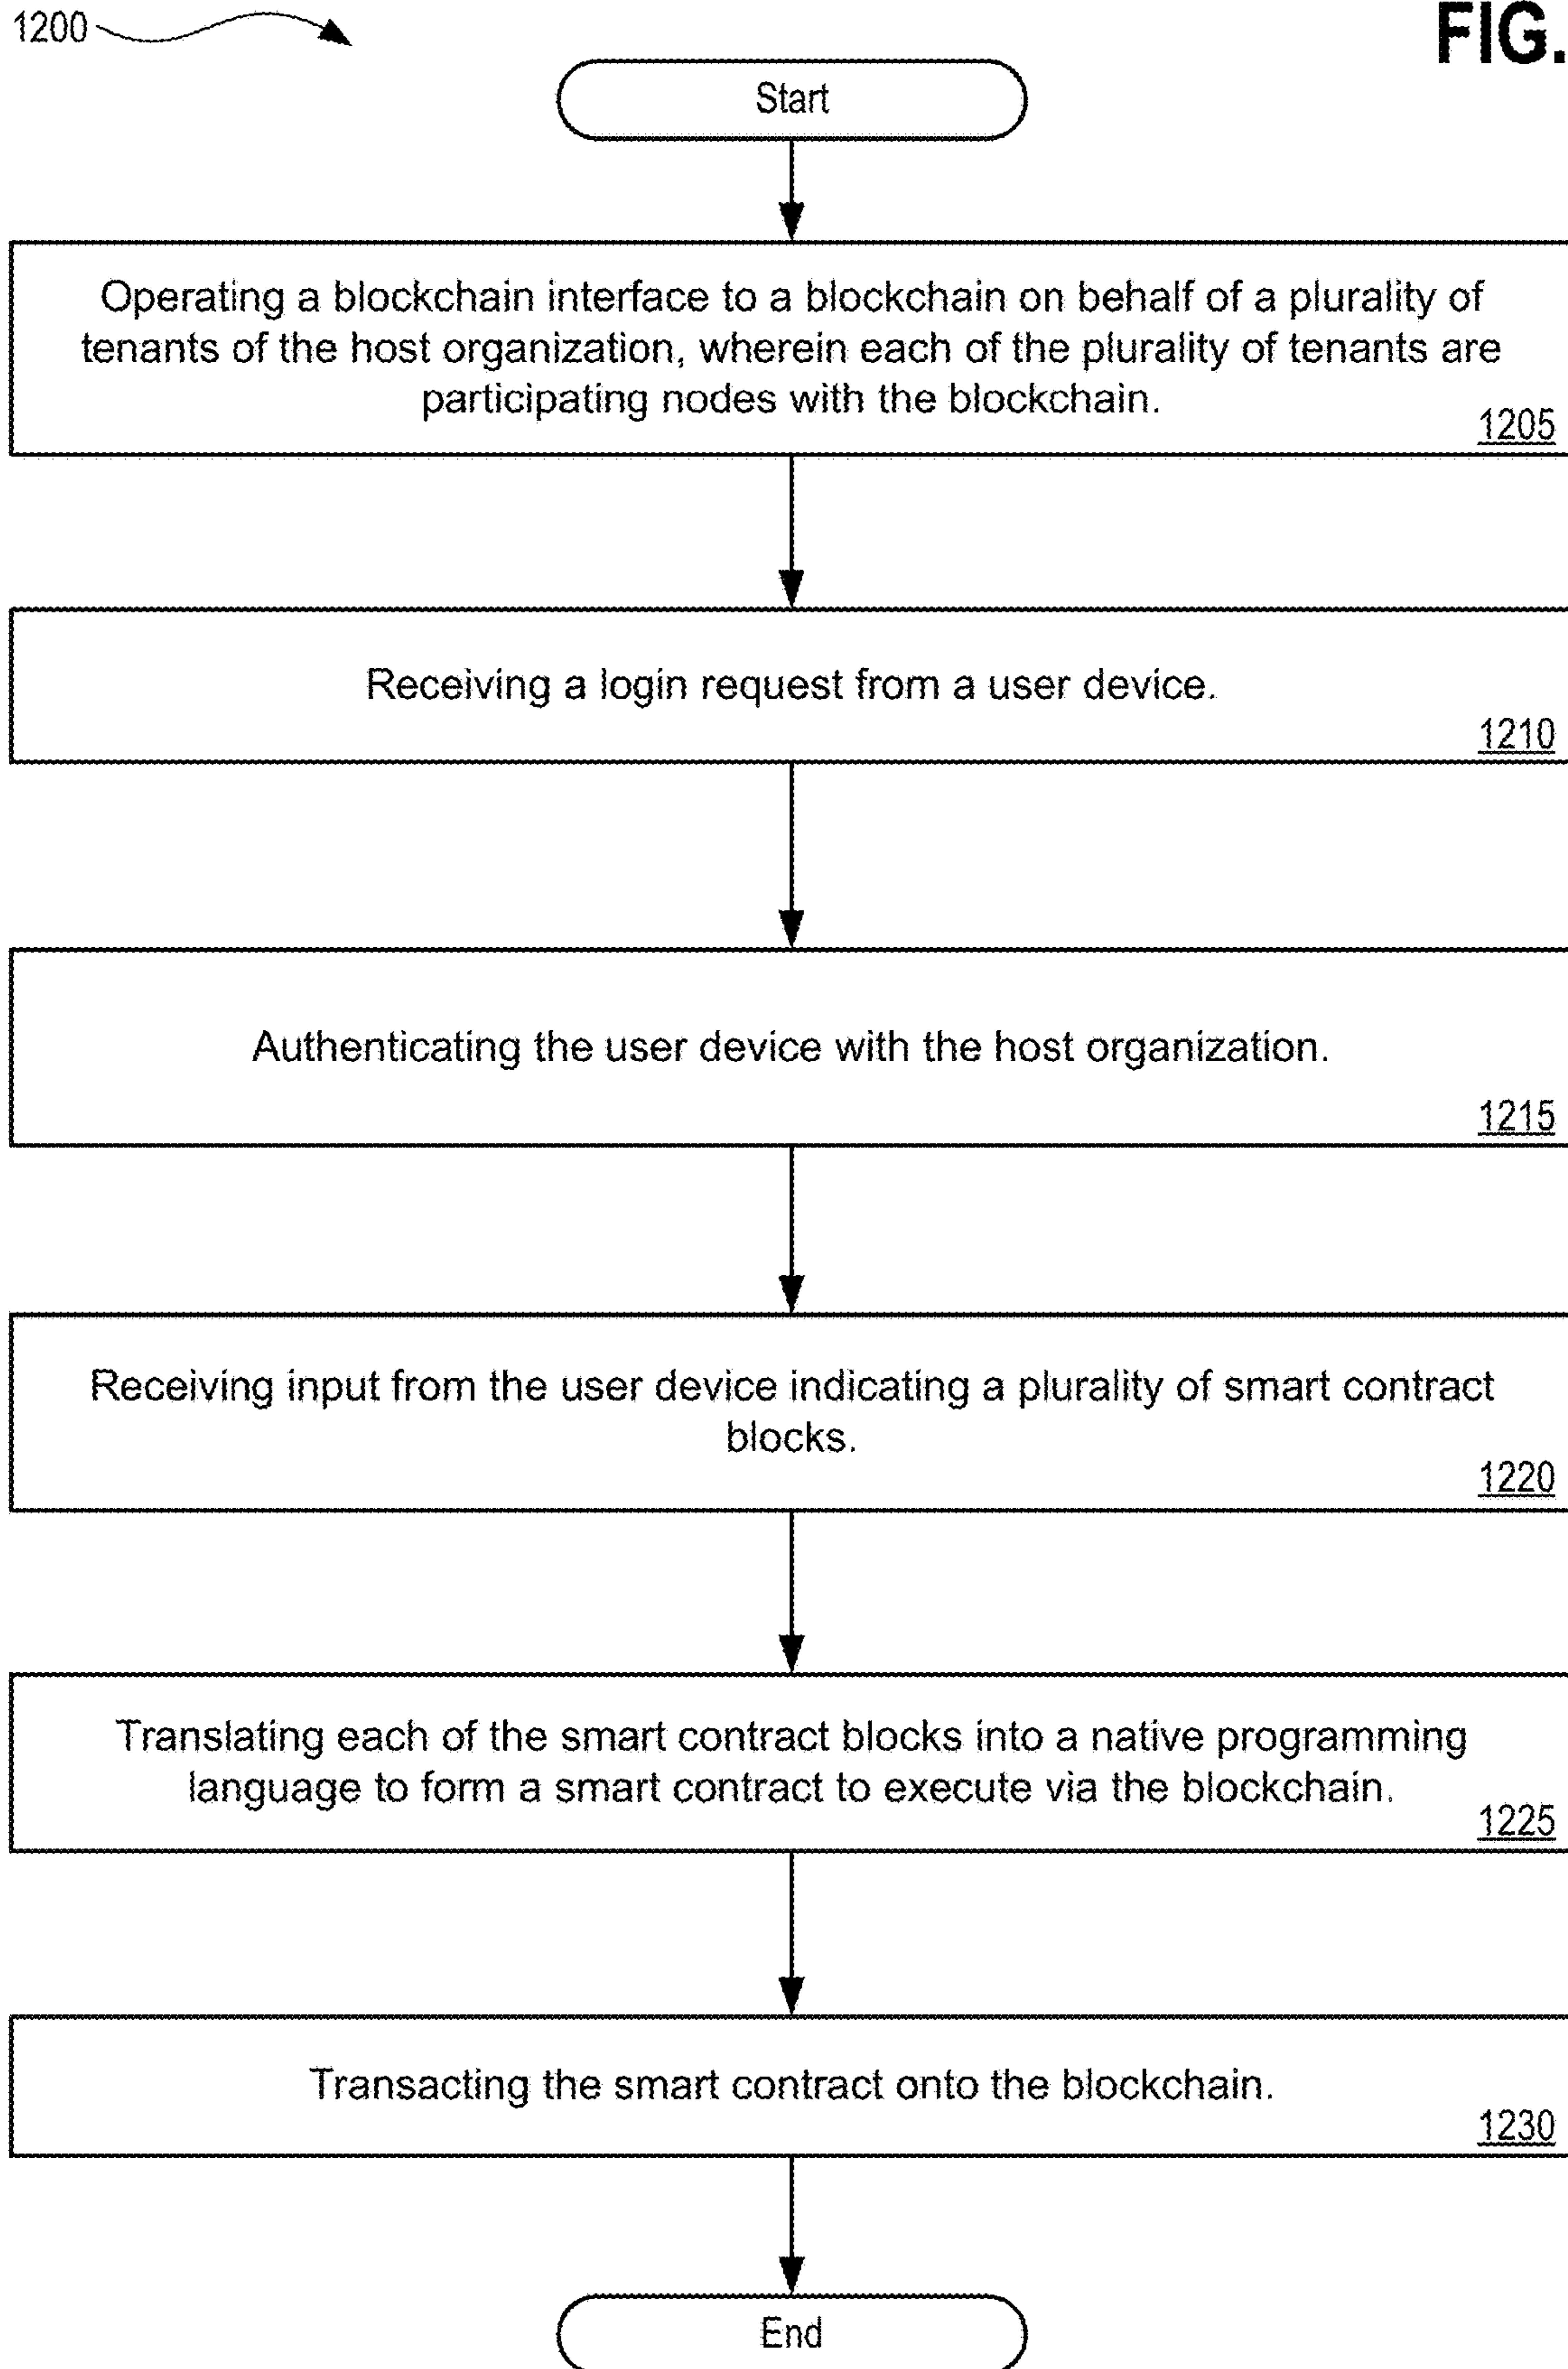 1200
FIG.
Start
Operating a blockchain interface to a blockchain on behalf of a plurality of
tenants of the host organization, wherein each of the plurality of tenants are
participating nodes with the blockchain.
1205
Receiving a login request from a user device.
1210
Authenticating the user device with the host organization.
1215
Receiving input from the user device indicating a plurality of smart contract
blocks.
1220
Translating each of the smart contract blocks into a native programming
language to form a smart contract to execute via the blockchain.
1225
Transacting the smart contract onto the blockchain.
1230
End